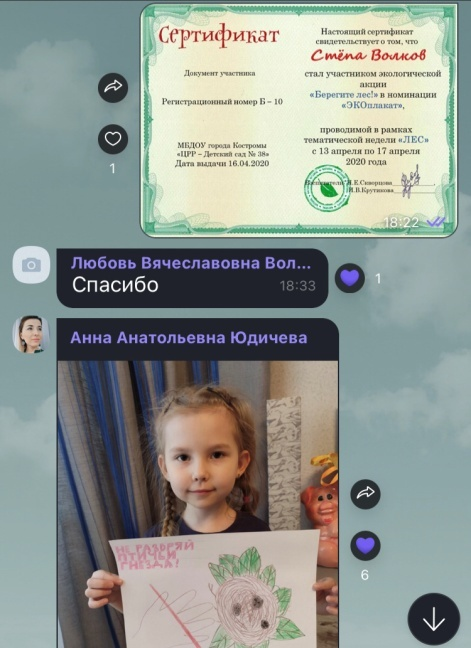 Сертификат
Документ участника
Регистрационный номер Б – 10
МБДОУ города Костромы
«ЦРР – Детский сад № 38»
Дата выдачи 16.04.2020
Настоящий сертификат
свидетельствует о том, что
Стёпа Волков
стал участником экологической
акции
«Берегите лес!» в номинации
«ЭКОплакат»,
проводимой в рамках
тематической недели «ЛЕС»
с 13 апреля по 17 апреля
2020 года
Воспитатели: Н.Е.Скворцова
И.В.Крутикова
18:22
1
Любовь Вячеславовна Вол...
Спасибо
18:33
1
Анна Анатольевна Юдичева
НЕ РАЗОРЯЙ
ПТИЧЬИ
ГНЕЗДА!
6